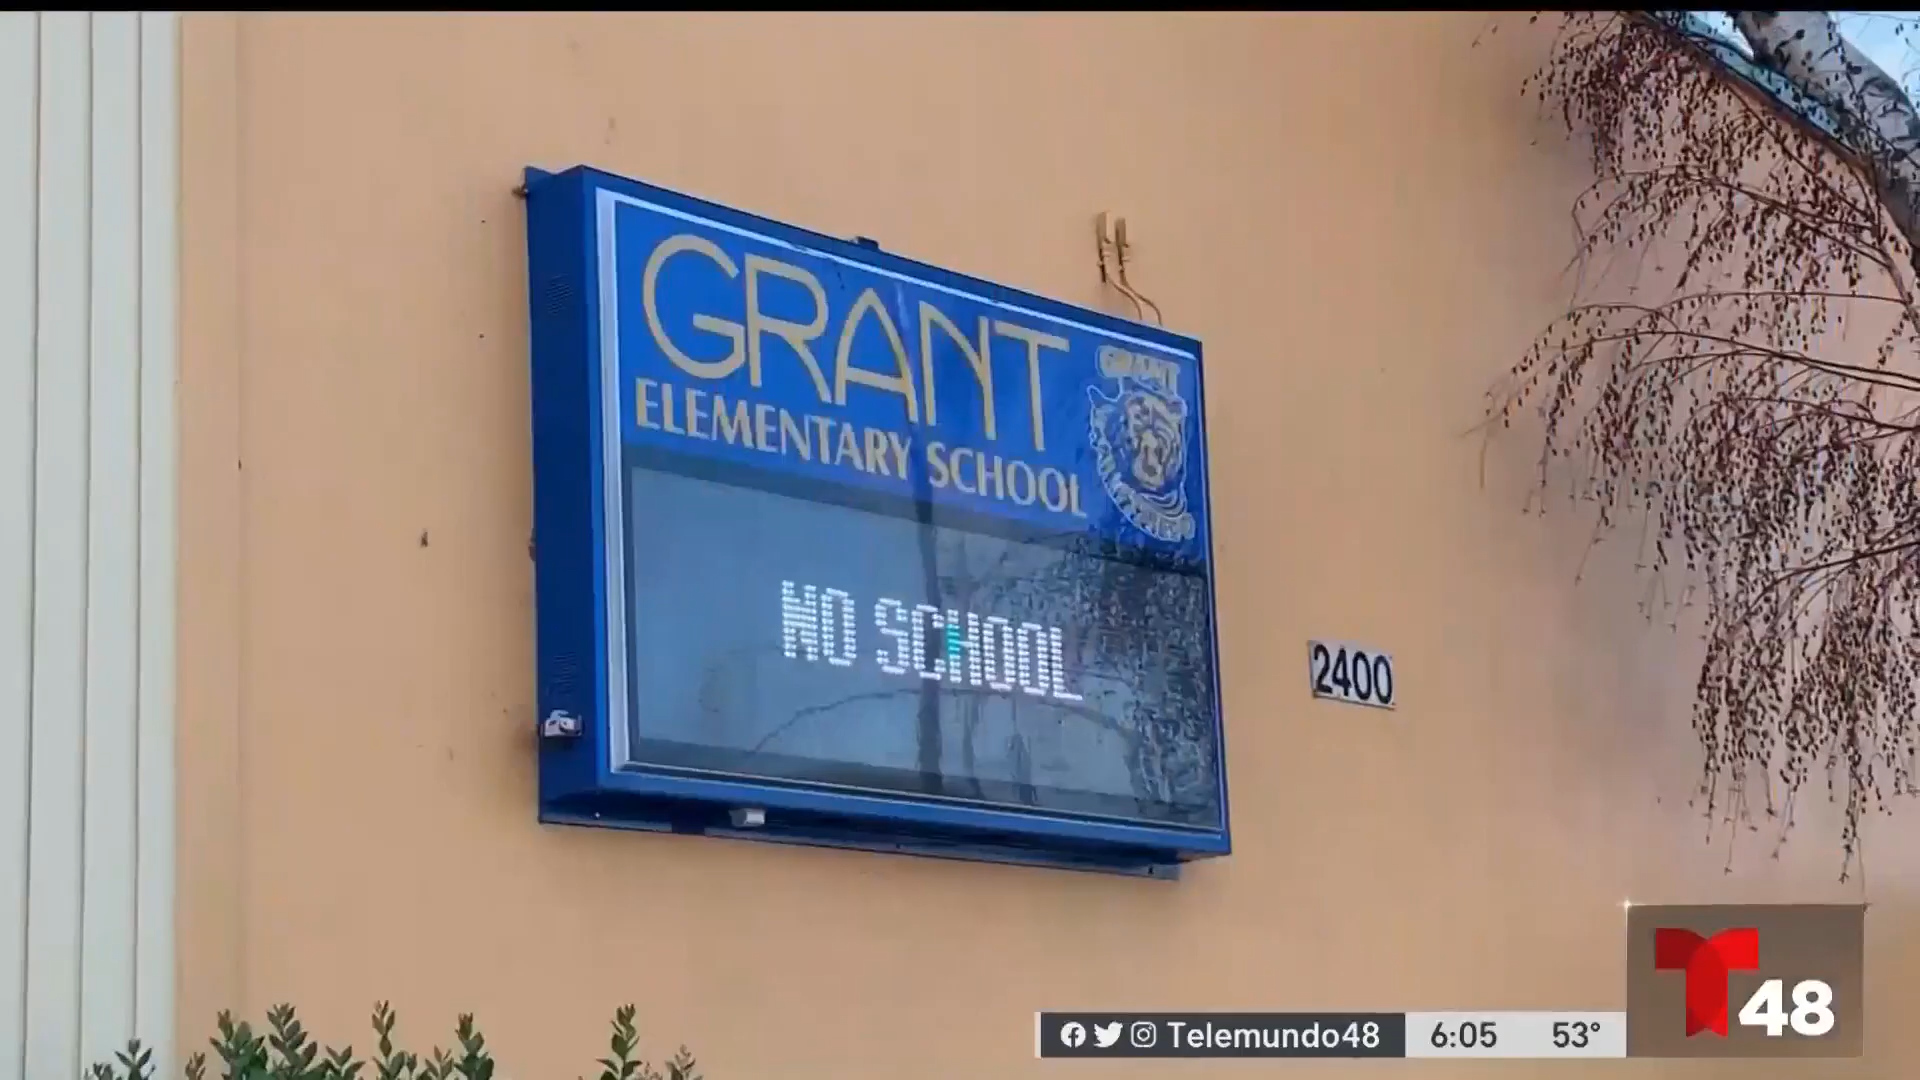 GRANT
ELEMENTARY SCHOOL
GRANT
NO SCHOOL
2400
Telemundo48 6:05 53°
T 48